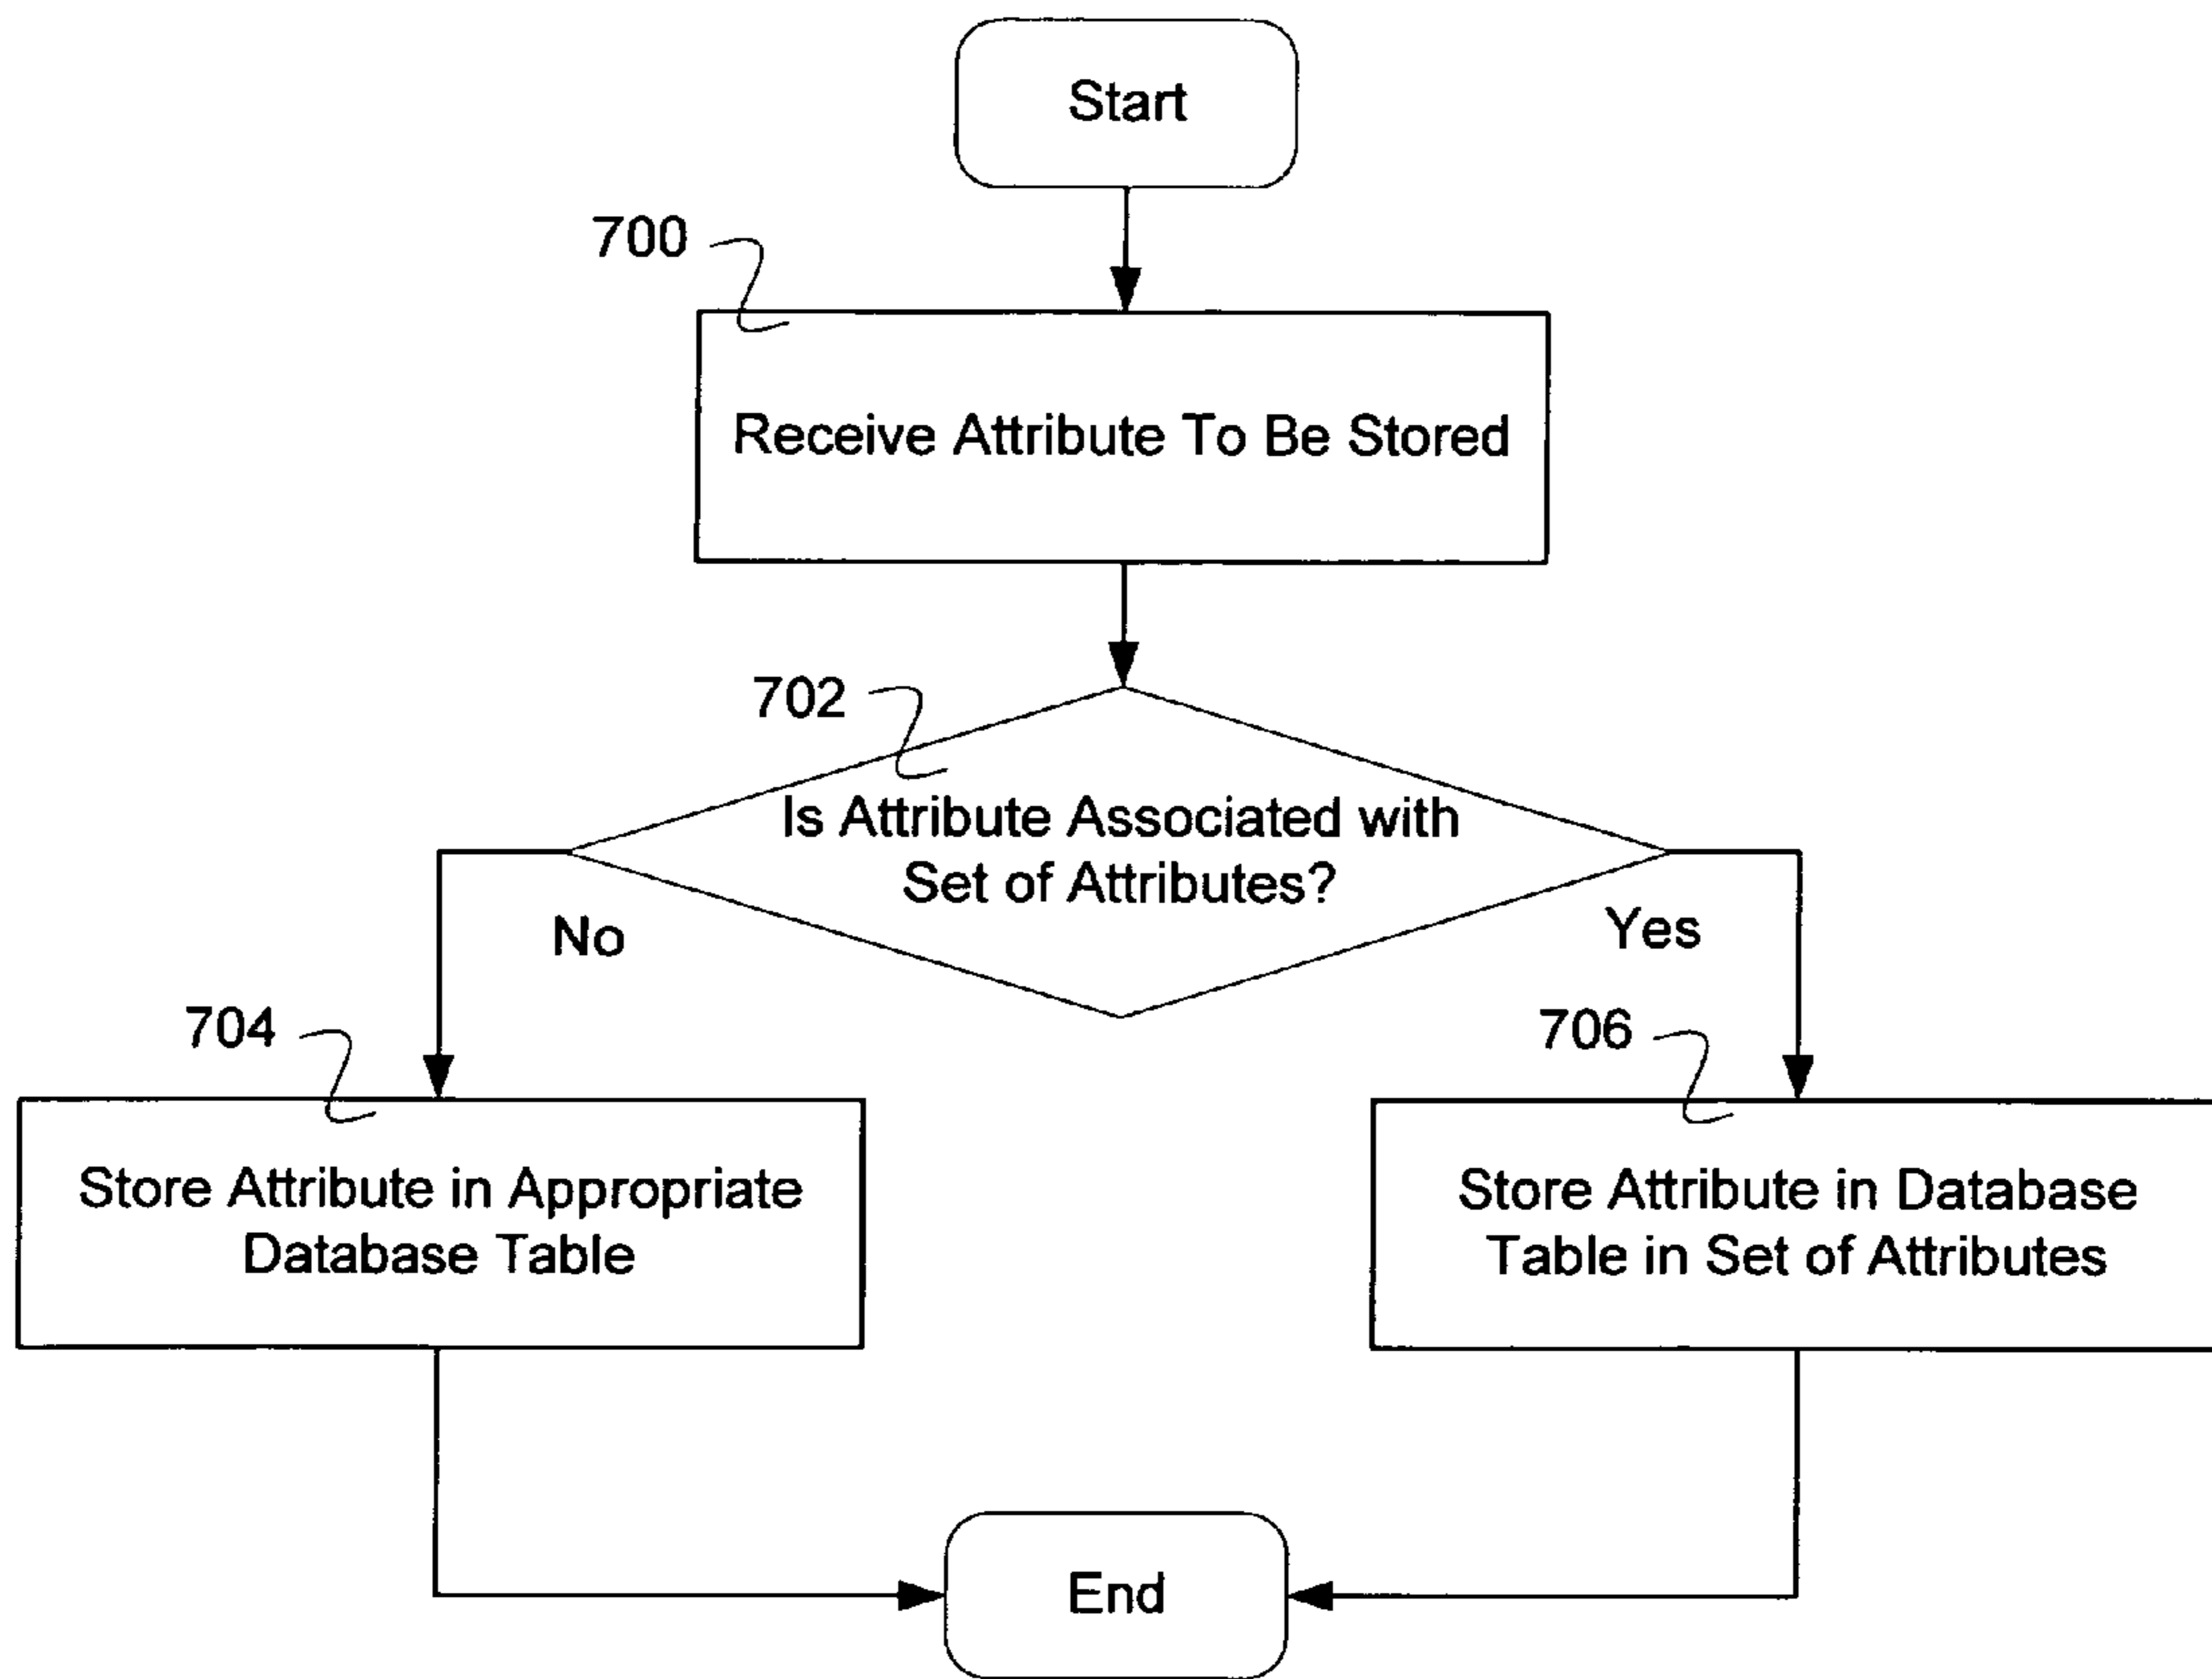 Start
700
Receive Attribute To Be Stored
702
Is Attribute Associated with
Set of Attributes?
No
Yes
704
706
Store Attribute in Appropriate
Database Table
Store Attribute in Database
Table in Set of Attributes
End